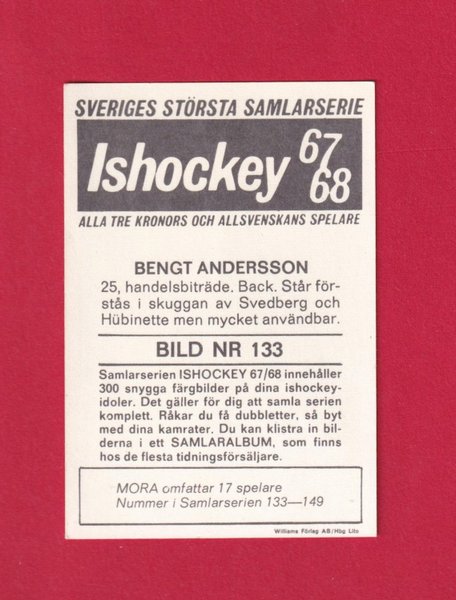 SVERIGES STÖRSTA SAMLARSERIE
Ishockey 67
68
ALLA TRE KRONORS OCH ALLSVENSKANS SPELARE
BENGT ANDERSSON
25, handelsbiträde. Back. Står för-
stås i skuggan av Svedberg och
Hübinette men mycket användbar.
BILD NR 133
Samlarserien ISHOCKEY 67/68 innehåller
300 snygga färgbilder på dina ishockey-
idoler. Det gäller för dig att samla serien
komplett. Råkar du få dubbletter, så byt
med dina kamrater. Du kan klistra in bil-
derna i ett SAMLARALBUM, som finns
hos de flesta tidningsförsäljare.
MORA omfattar 17 spelare
Nummer i Samlarserien 133—149
Williams Förlag AB/Hög Lito